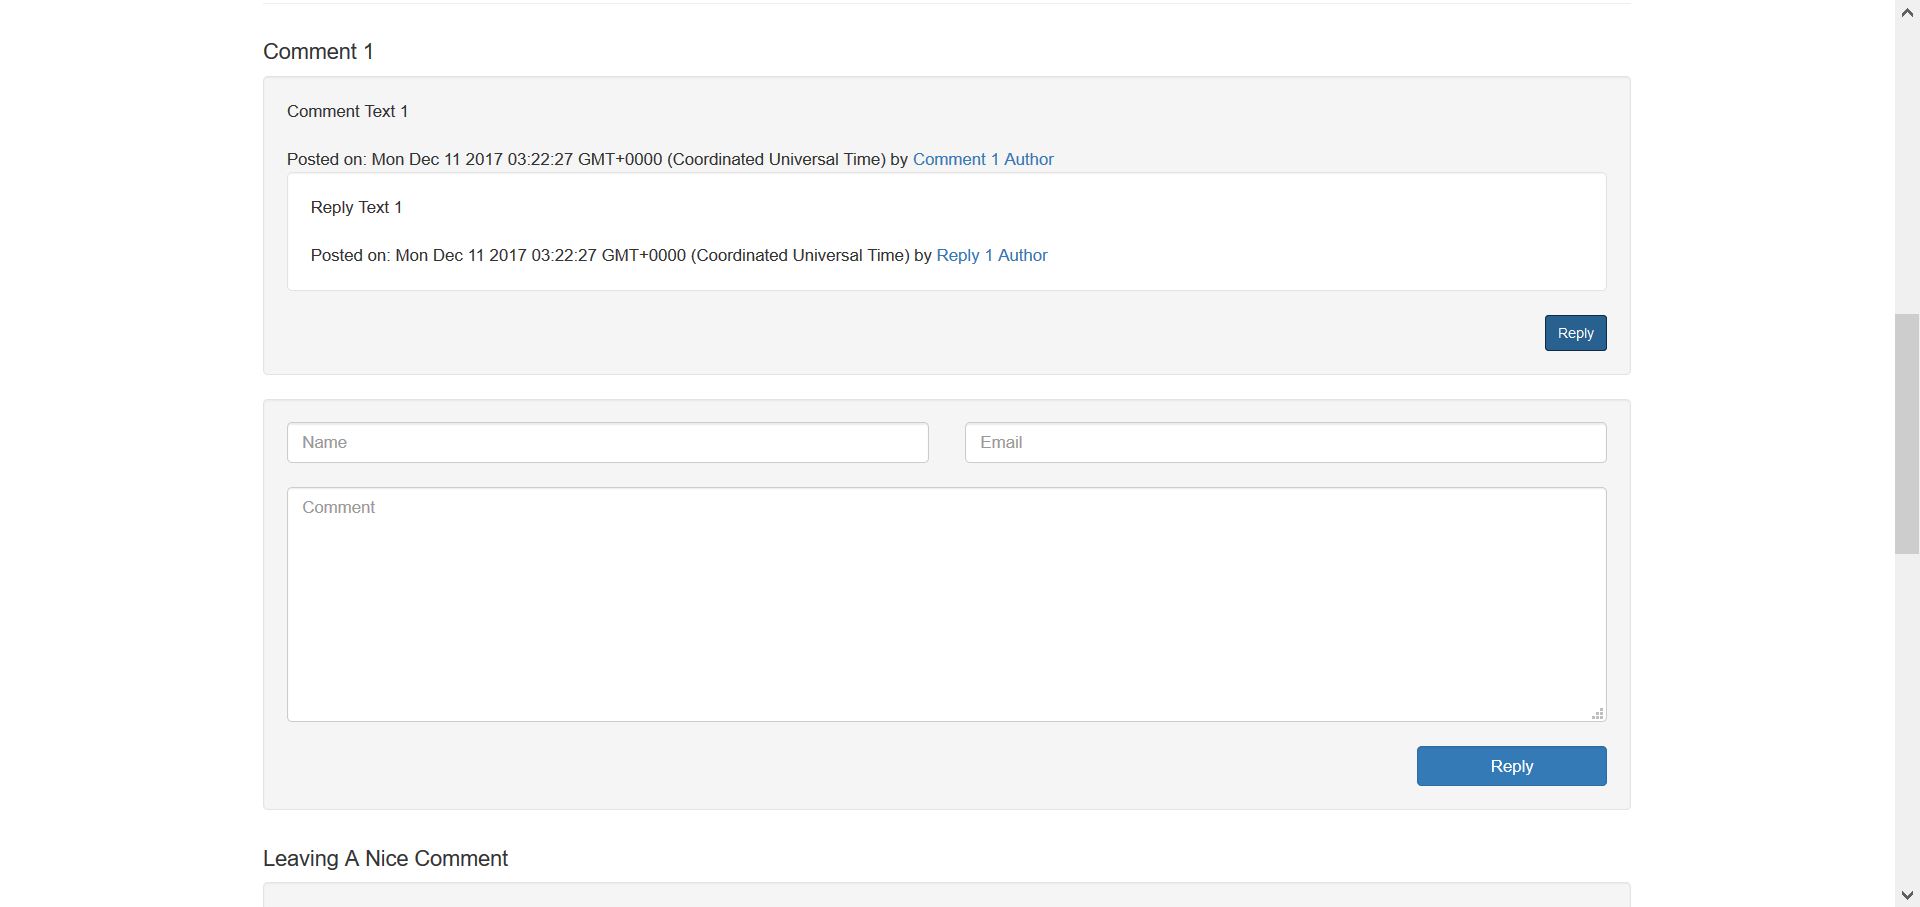 Comment 1
Comment Text 1
Posted on: Mon Dec 11 2017 03:22:27 GMT+0000 (Coordinated Universal Time) by Comment 1 Author
Reply Text 1
Posted on: Mon Dec 11 2017 03:22:27 GMT+0000 (Coordinated Universal Time) by Reply 1 Author
Reply
Name
Email
Comment
Reply
Leaving A Nice Comment